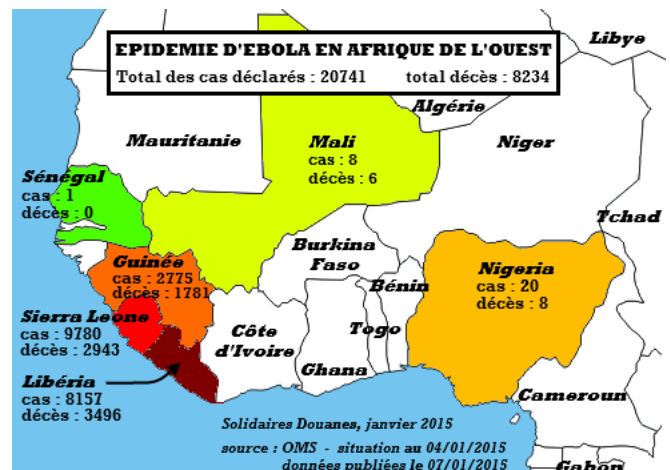 EPIDEMIE D'EBOLA EN AFRIQUE DE L'OUEST
Total des cas déclarés : 20741 total décès : 8234
Libye
Algérie
Mauritanie
Mali
cas : 8
décès : 6
Niger
Sénégal
cas : 1
décès : 0
Tchad
Burkina
Faso
Guinée
cas : 2775
décès : 1781
Nigeria
cas : 20
décès : 8
Bénin
Sierra Leone
cas : 9780
décès : 2943
Côte
d'Ivoire
Togo
Ghana
Libéria
cas : 8157
décès : 3496
Cameroun
Solidaires Douanes, janvier 2015
source : OMS - situation au 04/01/2015
données publiées le 07/01/2015
Gabon